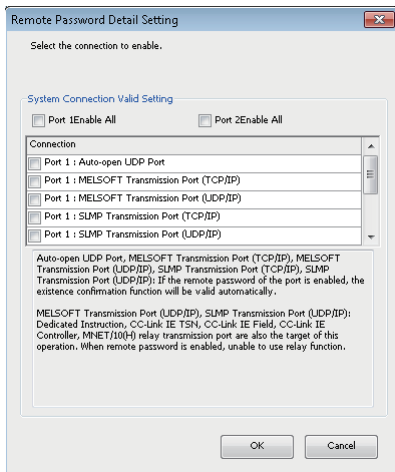 Remote Password Detail Setting
Select the connection to enable.
System Connection Valid Setting
Port 1Enable All
Port 2Enable All
Connection
Port 1 : Auto-open UDP Port
Port 1 : MELSOFT Transmission Port (TCP/IP)
Port 1 : MELSOFT Transmission Port (UDP/IP)
Port 1 : SLMP Transmission Port (TCP/IP)
Port 1 : SLMP Transmission Port (UDP/IP)
Auto-open UDP Port, MELSOFT Transmission Port (TCP/IP), MELSOFT
Transmission Port (UDP/IP), SLMP Transmission Port (TCP/IP), SLMP
Transmission Port (UDP/IP): If the remote password of the port is enabled, the
existence confirmation function will be valid automatically.
MELSOFT Transmission Port (UDP/IP), SLMP Transmission Port (UDP/IP):
Dedicated Instruction, CC-Link IE TSN, CC-Link IE Field, CC-Link IE
Controller, MNET/10(H) relay transmission port are also the target of this
operation. When remote password is enabled, unable to use relay function.
OK
Cancel